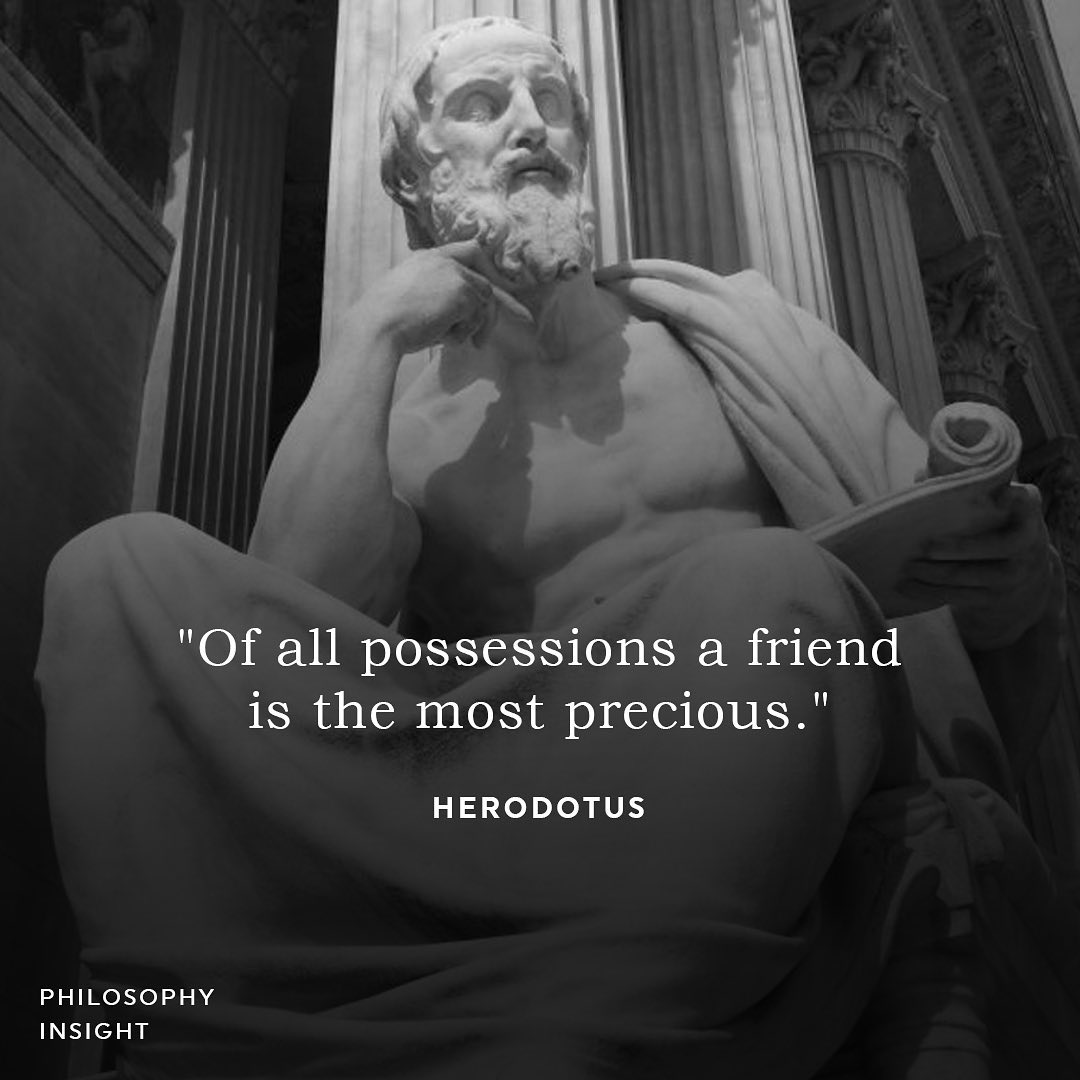 "Of all possessions a friend
is the most precious."
HERODOTUS
PHILOSOPHY
INSIGHT